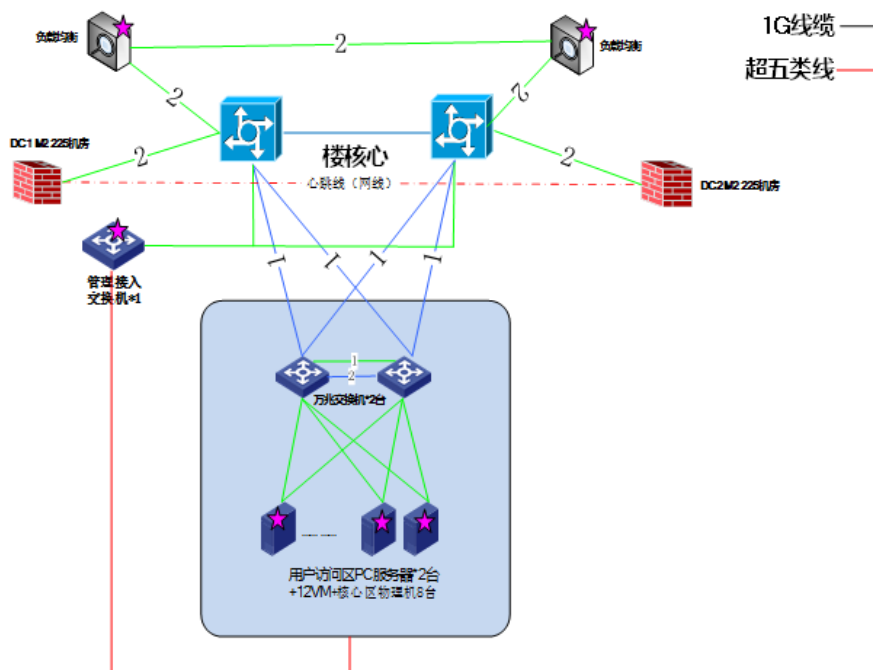 负载均衡
2
负载均衡
1G线缆
超五类线
2
2
DC1 M2 225机房
2
楼核心
2
心跳线（网线）
DC2 M2 225机房
管理接入
交换机*1
1
1
1
1
1
2
万兆交换机*2台
用户访问区PC服务器*2台
+12VM+核心区物理机8台